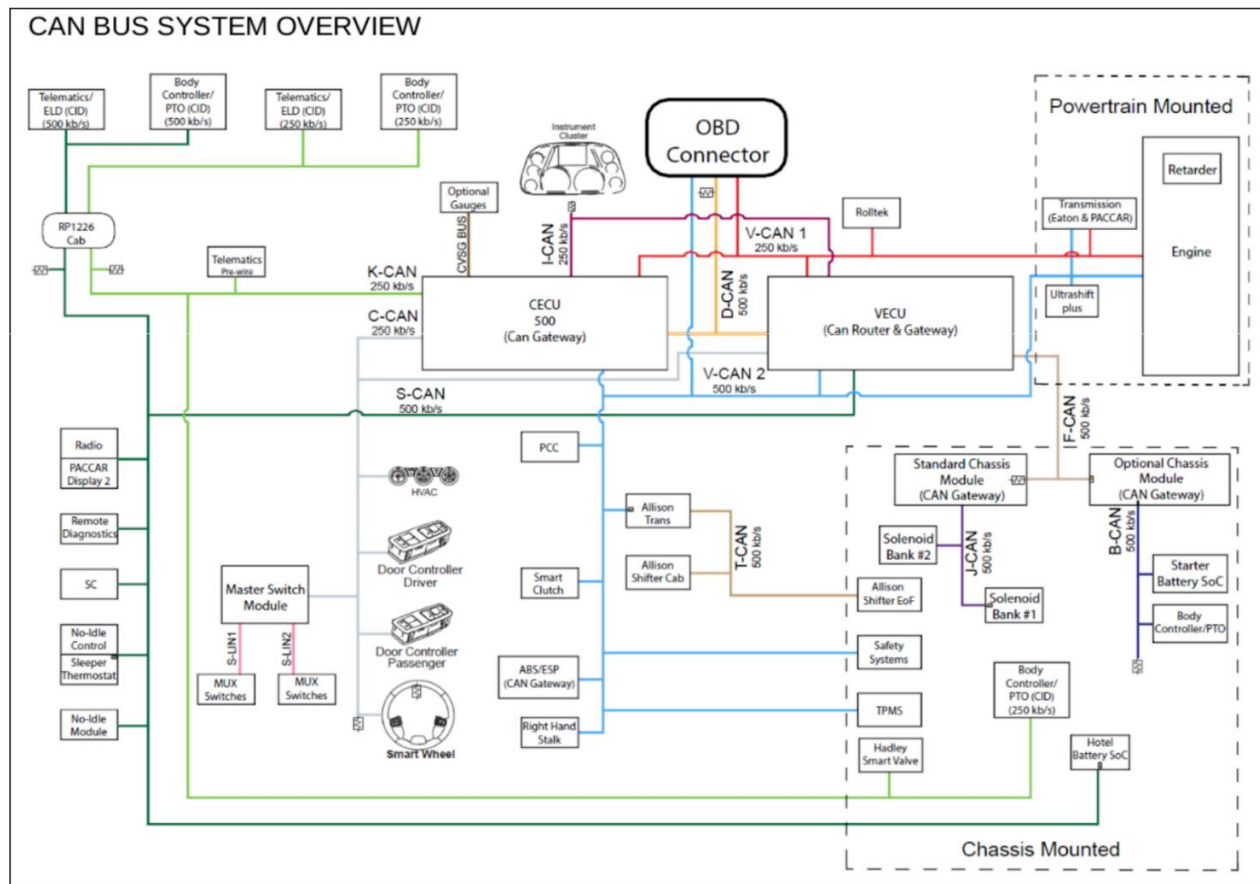 CAN BUS SYSTEM OVERVIEW
Telematics/
ELD (CID)
(500 kb/s)
Body
Controller/
PTO (CID)
(500 kb/s)
Telematics/
ELD (CID)
(250 kb/s)
Body
Controller/
PTO (CID)
(250 kb/s)
Instrument
Cluster
OBD
Connector
Powertrain Mounted
Retarder
Engine
Optional
Gauges
Rolltek
Transmission
(Eaton & PACCAR)
RP1226
Cab
Telematics
Pre-wire
CVSG BUS
I-CAN
250 kb/s
V-CAN 1
250 kb/s
K-CAN
250 kb/s
D-CAN
500 kb/s
Ultrashift
plus
CECU
500
(Can Gateway)
VECU
(Can Router & Gateway)
C-CAN
250 kb/s
V-CAN 2
500 kb/s
S-CAN
500 kb/s
F-CAN
500 kb/s
Radio
PACCAR
Display 2
Remote
Diagnostics
SC
No-Idle
Control
Sleeper
Thermostat
No-Idle
Module
Master Switch
Module
S-LIN1
S-LIN2
MUX
Switches
MUX
Switches
HVAC
Door Controller
Driver
Door Controller
Passenger
Smart Wheel
PCC
Allison
Trans
Allison
Shifter Cab
T-CAN
500 kb/s
Smart
Clutch
ABS/ESP
(CAN Gateway)
Right Hand
Stalk
Standard Chassis
Module
(CAN Gateway)
Optional Chassis
Module
(CAN Gateway)
Solenoid
Bank #2
J-CAN
500 kb/s
Solenoid
Bank #1
B-CAN
500 kb/s
Starter
Battery SoC
Body
Controller/PTO
Allison
Shifter EoF
Safety
Systems
TPMS
Hadley
Smart Valve
Body
Controller/
PTO (CID)
(250 kb/s)
Hotel
Battery SoC
Chassis Mounted